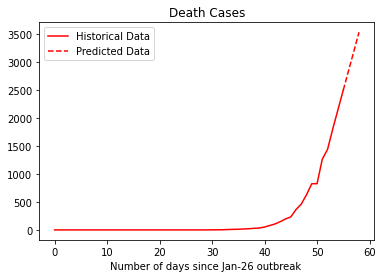 Death Cases
Historical Data
Predicted Data
3500
3000
2500
2000
1500
1000
500
0
0 10 20 30 40 50 60
Number of days since Jan-26 outbreak